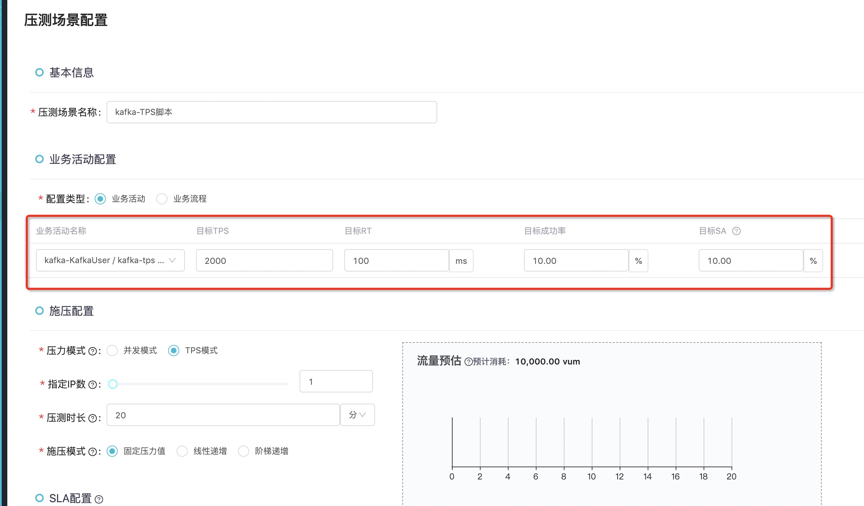 压测场景配置
基本信息
* 压测场景名称: kafka-TPS脚本
业务活动配置
* 配置类型: 业务活动 业务流程
业务活动名称 目标TPS 目标RT 目标成功率 目标SA ?
kafka-KafkaUser / kafka-tps ... 2000 100 ms 10.00 % 10.00 %
施压配置
* 压力模式?: 并发模式 TPS模式
流量预估?预计消耗: 10,000.00 vum
* 指定IP数?: 1
* 压测时长?: 20 分
* 施压模式?: 固定压力值 线性递增 阶梯递增
0 2 4 6 8 10 12 14 16 18 20
SLA配置?